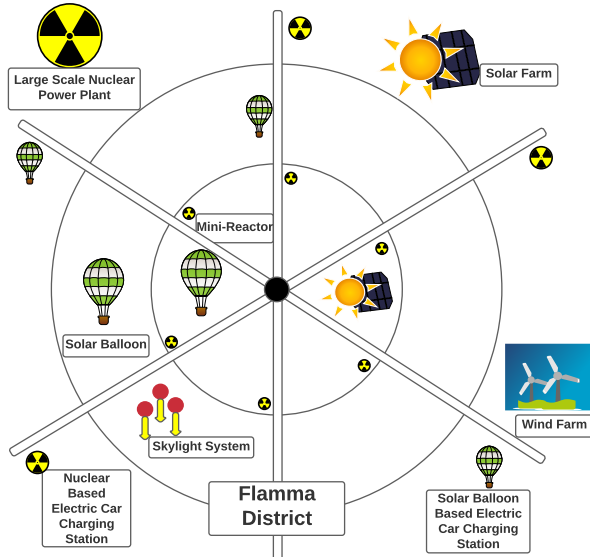 Large Scale Nuclear
Power Plant
Solar Farm
Mini-Reactor
Solar Balloon
Skylight System
Wind Farm
Nuclear
Based
Electric Car
Charging
Station
Flamma
District
Solar Balloon
Based Electric
Car Charging
Station